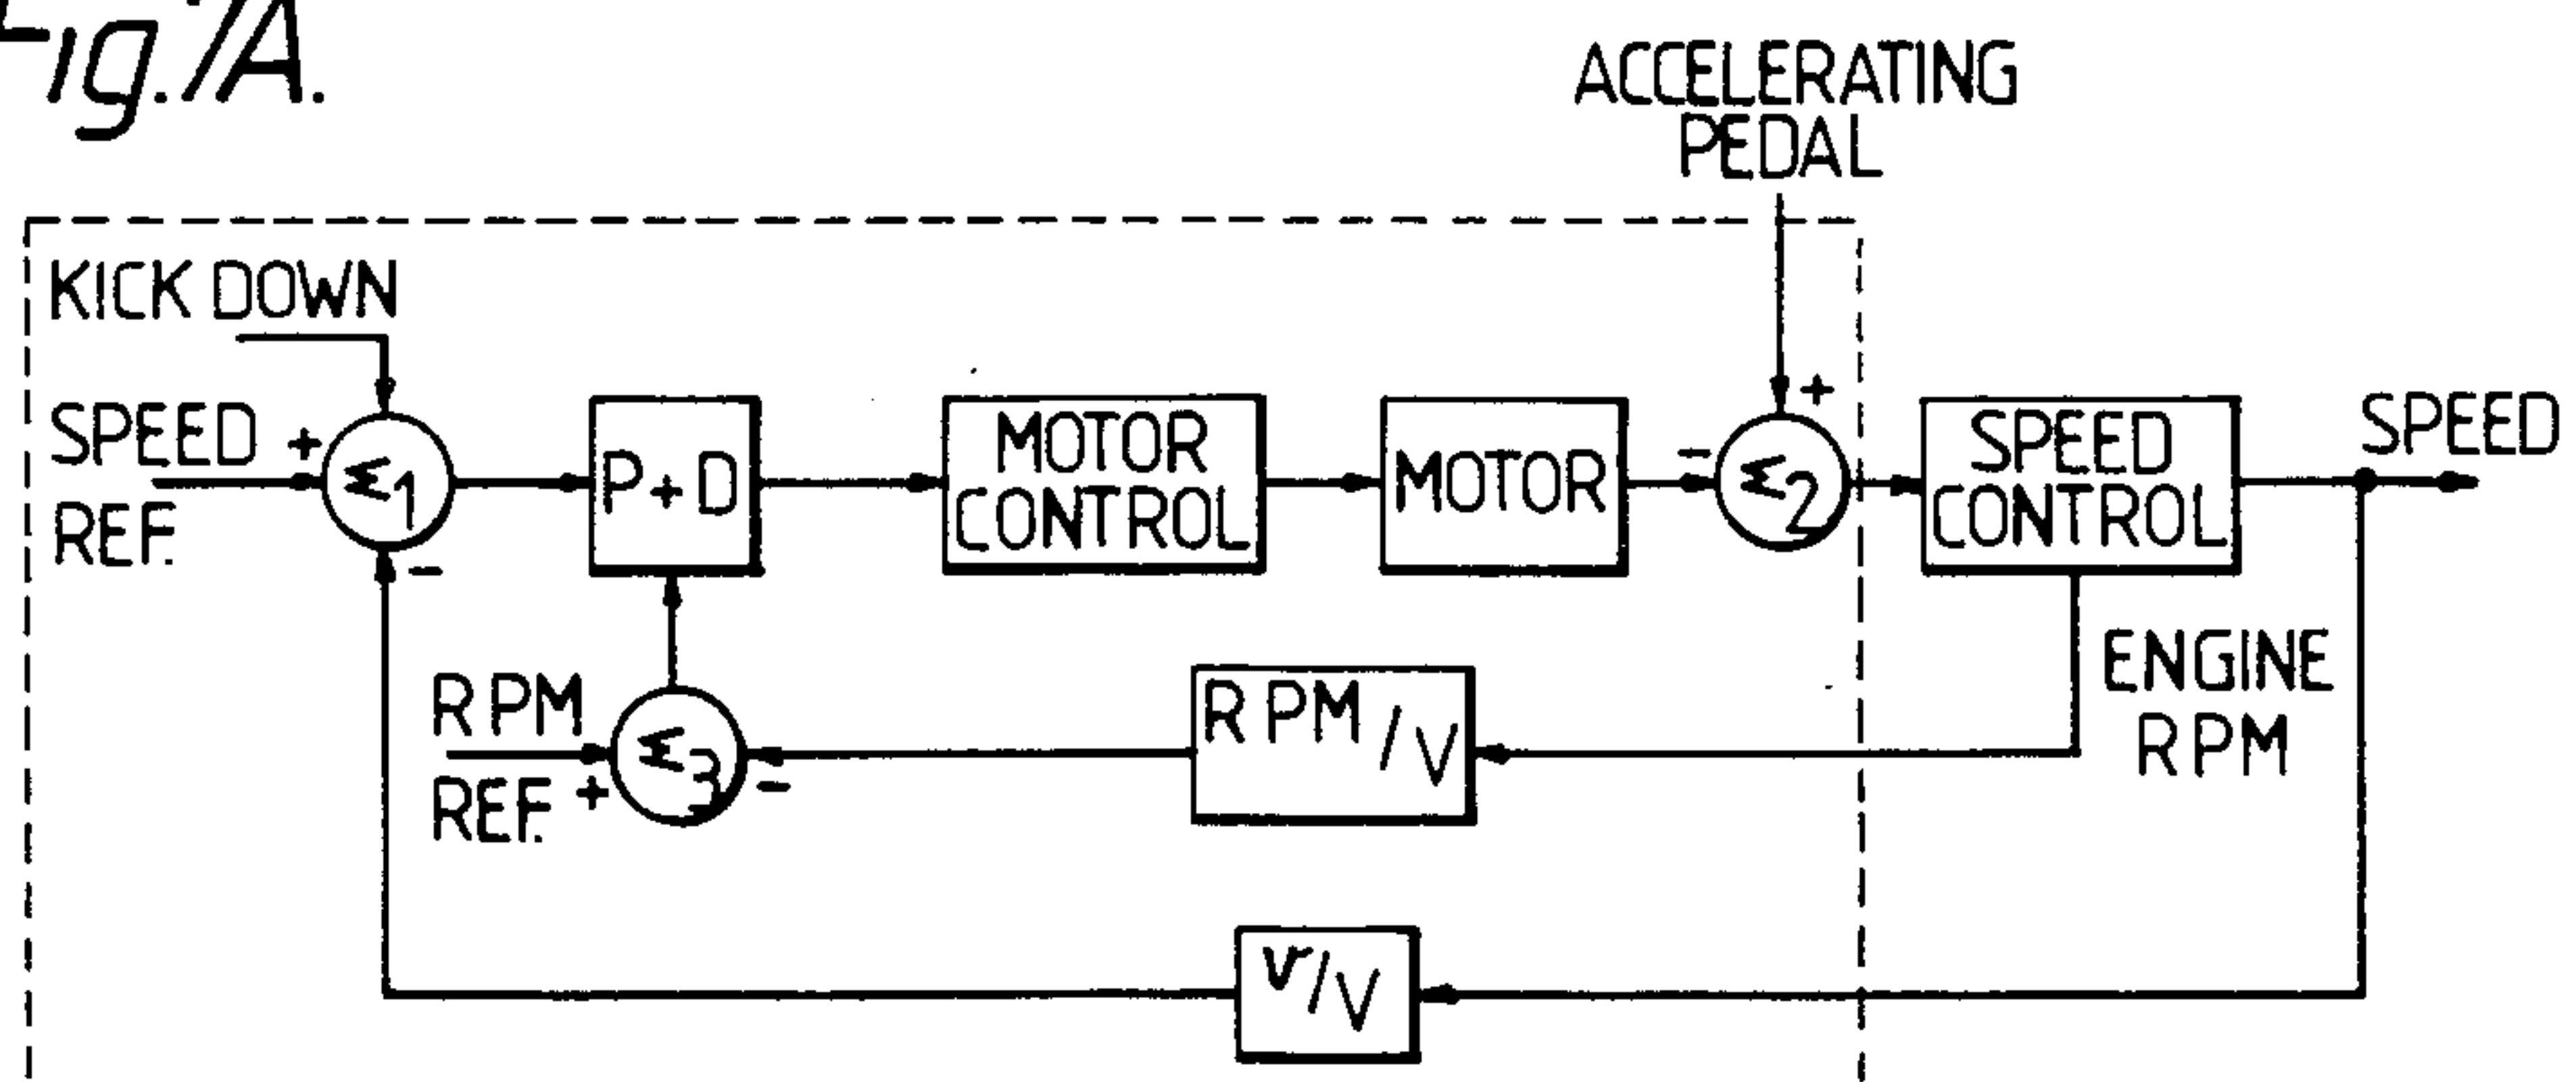 Fig. 7A.
ACCELERATING
PEDAL
KICK DOWN
+
SPEED
REF.
+
Σ1
-
P+D
MOTOR
CONTROL
MOTOR
-
Σ2
SPEED
CONTROL
SPEED
RPM
REF.
+
Σ3
-
RPM/V
ENGINE
RPM
v/V